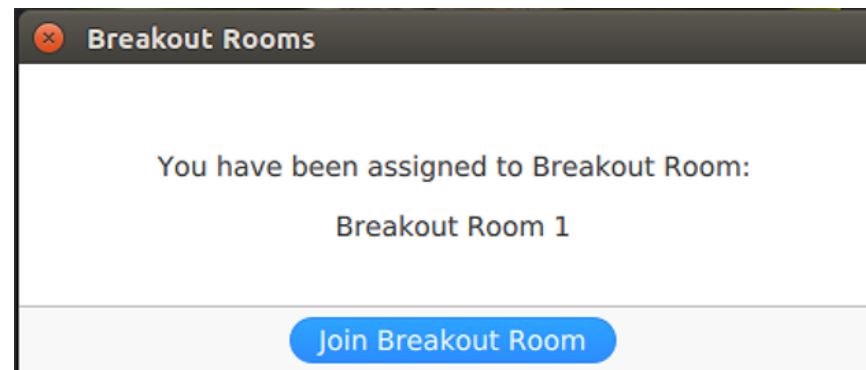 Breakout Rooms
You have been assigned to Breakout Room:
Breakout Room 1
Join Breakout Room